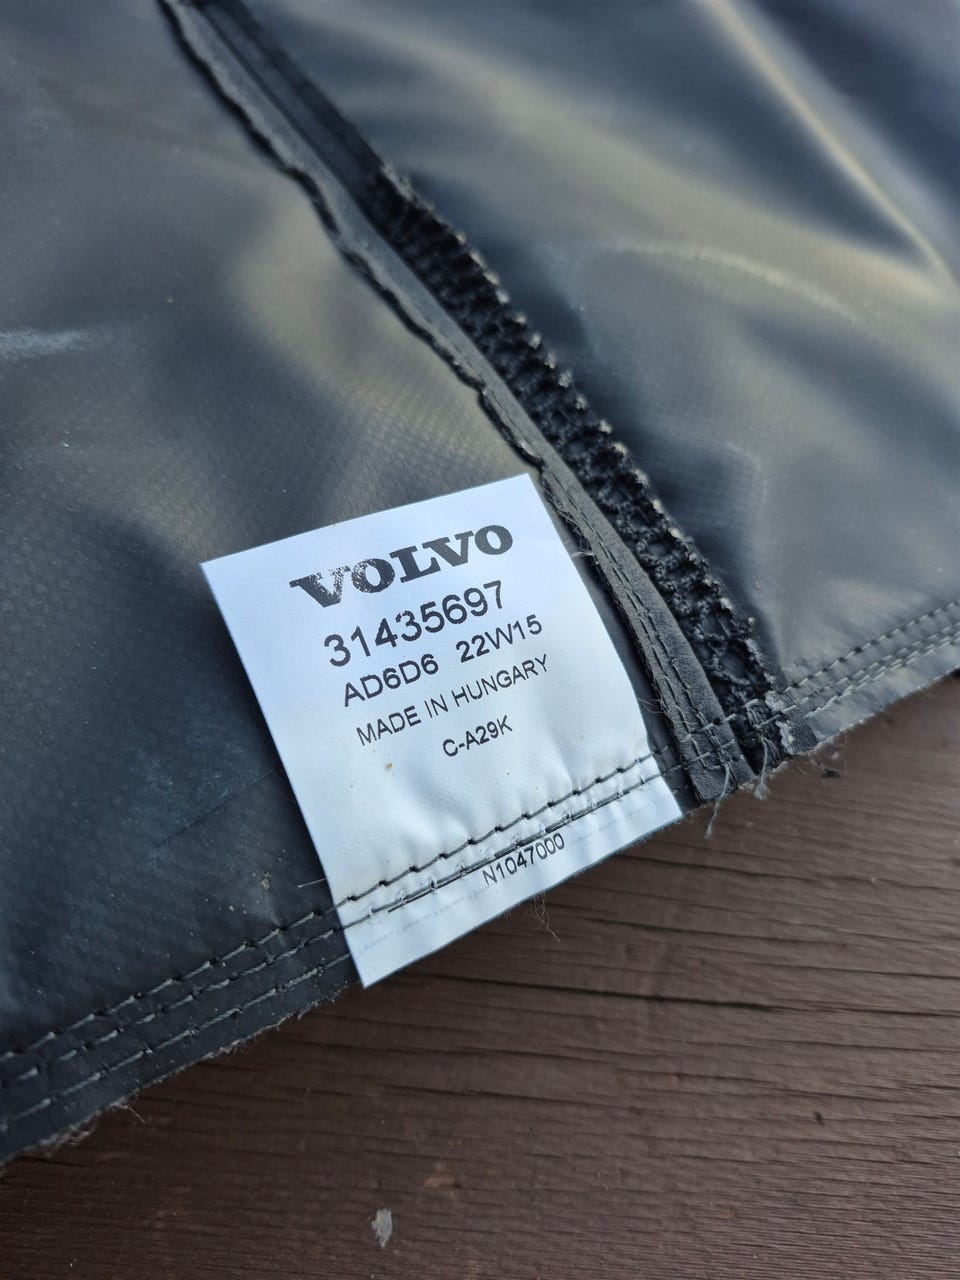 VOLVO
31435697
AD6D6 22W15
MADE IN HUNGARY
C-A29K
N1047000